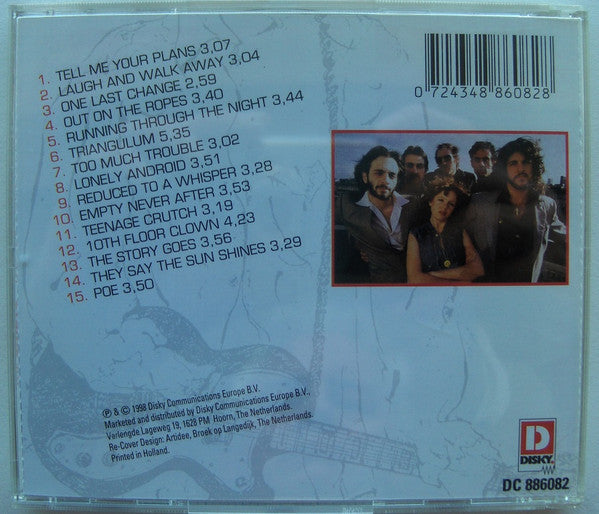 1. TELL ME YOUR PLANS 3,07
2. LAUGH AND WALK AWAY 3,04
3. ONE LAST CHANGE 2,59
4. OUT ON THE ROPES 3,40
5. RUNNING THROUGH THE NIGHT 3,44
6. TRIANGULUM 5,35
7. TOO MUCH TROUBLE 3,02
8. LONELY ANDROID 3,51
9. REDUCED TO A WHISPER 3,28
10. EMPTY NEVER AFTER 3,53
11. TEENAGE CRUTCH 3,19
12. 10TH FLOOR CLOWN 4,23
13. THE STORY GOES 3,56
14. THEY SAY THE SUN SHINES 3,29
15. POE 3,50
0 724348 860828
℗ & © 1998 Disky Communications Europe B.V.
Marketed and distributed by Disky Communications Europe B.V.,
Verlengde Lageweg 19, 1628 PM Hoorn, The Netherlands.
Re-Cover Design: Artidee, Broek op Langedijk, The Netherlands.
Printed in Holland.
D
DISKY
DC 886082